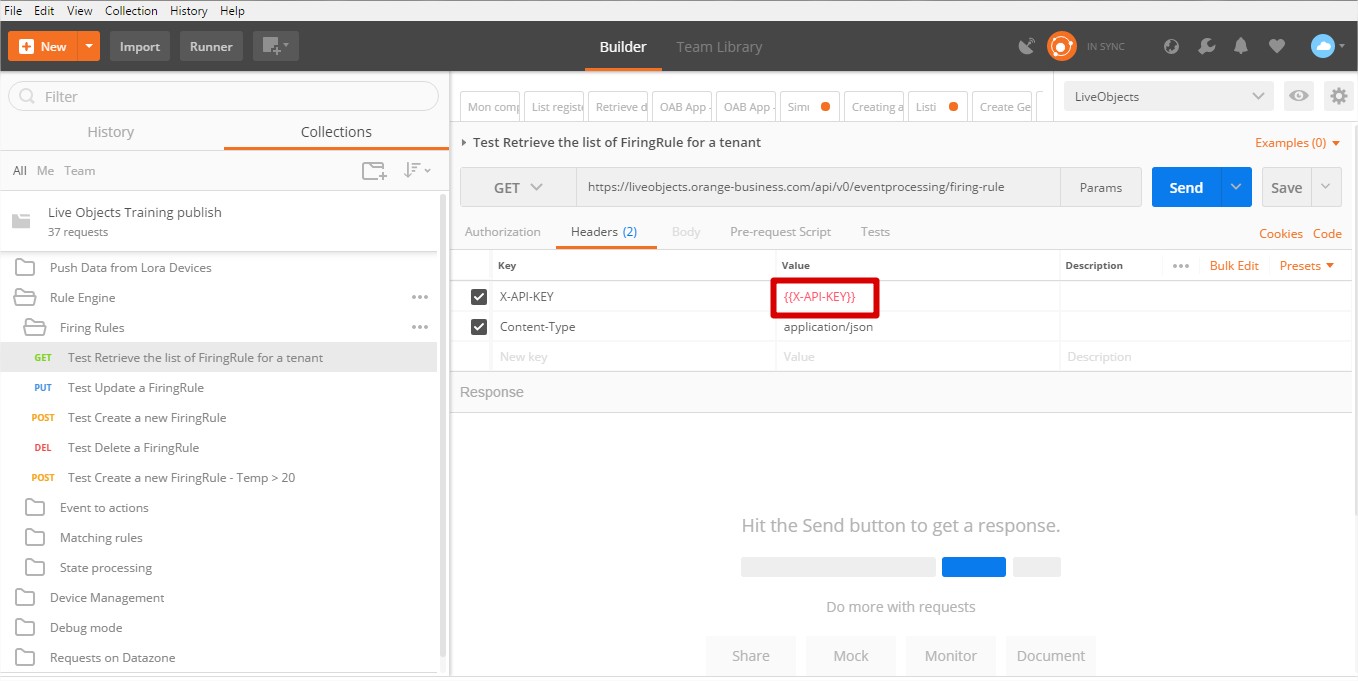 File Edit View Collection History Help
New Import Runner Builder Team Library IN SYNC
Filter
History Collections
All Me Team
Live Objects Training publish
37 requests
Push Data from Lora Devices
Rule Engine
Firing Rules
GET Test Retrieve the list of FiringRule for a tenant
PUT Test Update a FiringRule
POST Test Create a new FiringRule
DEL Test Delete a FiringRule
POST Test Create a new FiringRule - Temp > 20
Event to actions
Matching rules
State processing
Device Management
Debug mode
Requests on Datazone
Mon comp List registe Retrieve d OAB App - OAB App - Simu Creating a Listi Create Ge
LiveObjects
Test Retrieve the list of FiringRule for a tenant Examples (0)
GET https://liveobjects.orange-business.com/api/v0/eventprocessing/firing-rule Params Send Save
Authorization Headers (2) Body Pre-request Script Tests Cookies Code
Key Value Description ••• Bulk Edit Presets
X-API-KEY {{X-API-KEY}}
Content-Type application/json
New key Value Description
Response
Hit the Send button to get a response.
Do more with requests
Share Mock Monitor Document